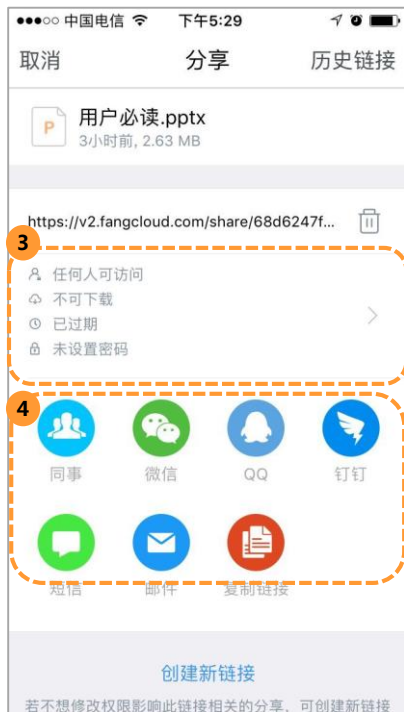 中国电信 下午5:29
取消 分享 历史链接
P 用户必读.pptx
3小时前, 2.63 MB
https://v2.fangcloud.com/share/68d6247f...
3
任何人可访问
不可下载
已过期
未设置密码
4
同事 微信 QQ 钉钉
短信 邮件 复制链接
创建新链接
若不想修改权限影响此链接相关的分享，可创建新链接